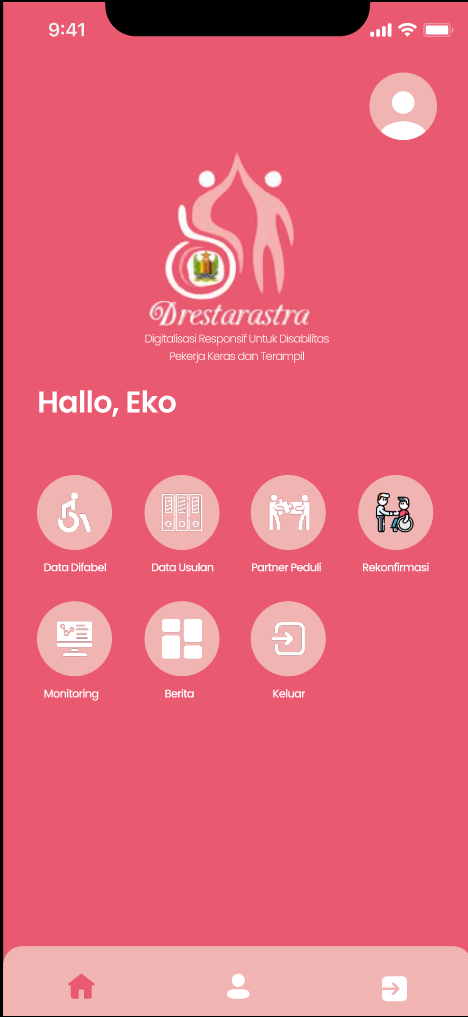 9:41
Drestarastra
Digitalisasi Responsif Untuk Disabilitas
Pekerja Keras dan Terampil
Hallo, Eko
Data Difabel
Data Usulan
Partner Peduli
Rekonfirmasi
Monitoring
Berita
Keluar